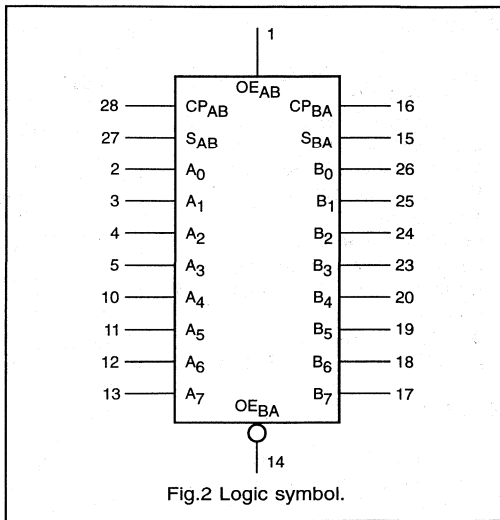 1
OE_AB
28 CP_AB CP_BA 16
27 S_AB S_BA 15
2 A_0 B_0 26
3 A_1 B_1 25
4 A_2 B_2 24
5 A_3 B_3 23
10 A_4 B_4 20
11 A_5 B_5 19
12 A_6 B_6 18
13 A_7 B_7 17
OE_BA
14
Fig.2 Logic symbol.